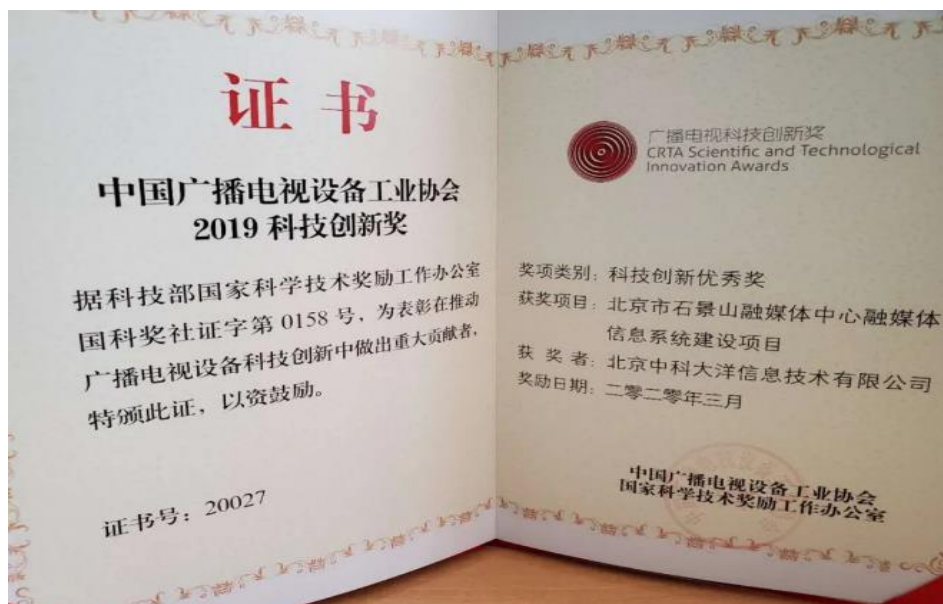 证书
中国广播电视设备工业协会
2019 科技创新奖
据科技部国家科学技术奖励工作办公室
国科奖社证字第 0158 号，为表彰在推动
广播电视设备科技创新中做出重大贡献者，
特颁此证，以资鼓励。
证书号：20027
广播电视科技创新奖
CRTA Scientific and Technological
Innovation Awards
奖项类别：科技创新优秀奖
获奖项目：北京市石景山融媒体中心融媒体
信息系统建设项目
获奖者：北京中科大洋信息技术有限公司
奖励日期：二零二零年三月
中国广播电视设备工业协会
国家科学技术奖励工作办公室